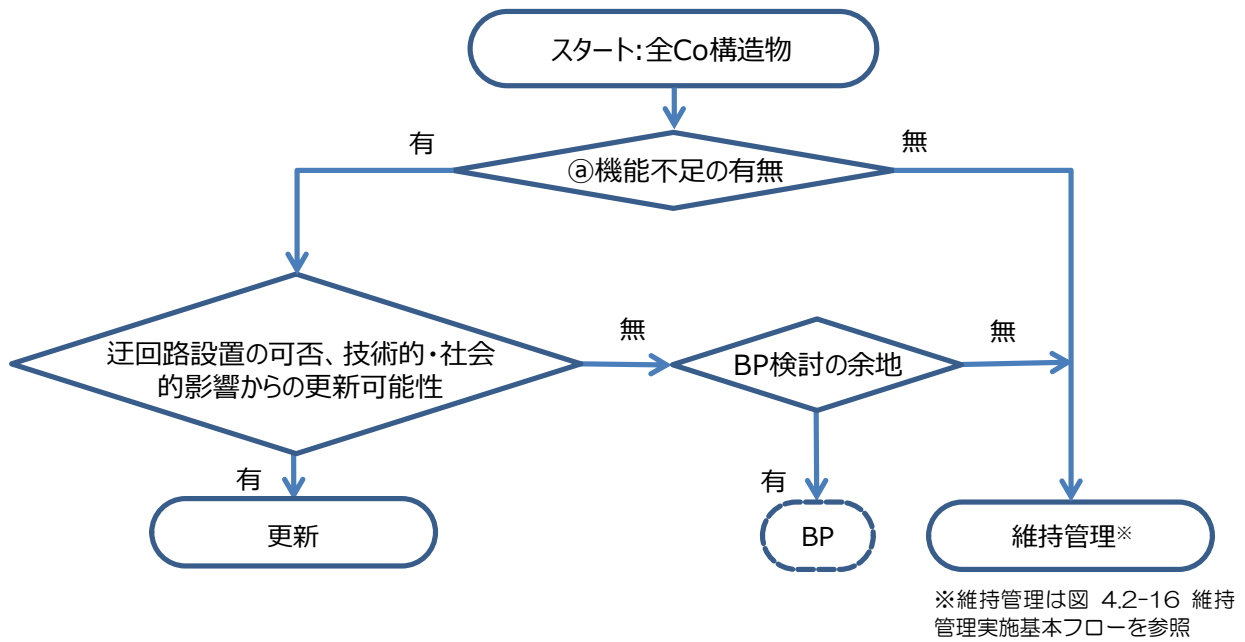 スタート:全Co構造物
有
無
ⓐ機能不足の有無
迂回路設置の可否、技術的・社会
的影響からの更新可能性
無
BP検討の余地
無
有
有
更新
BP
維持管理※
※維持管理は図 4.2-16 維持
管理実施基本フローを参照